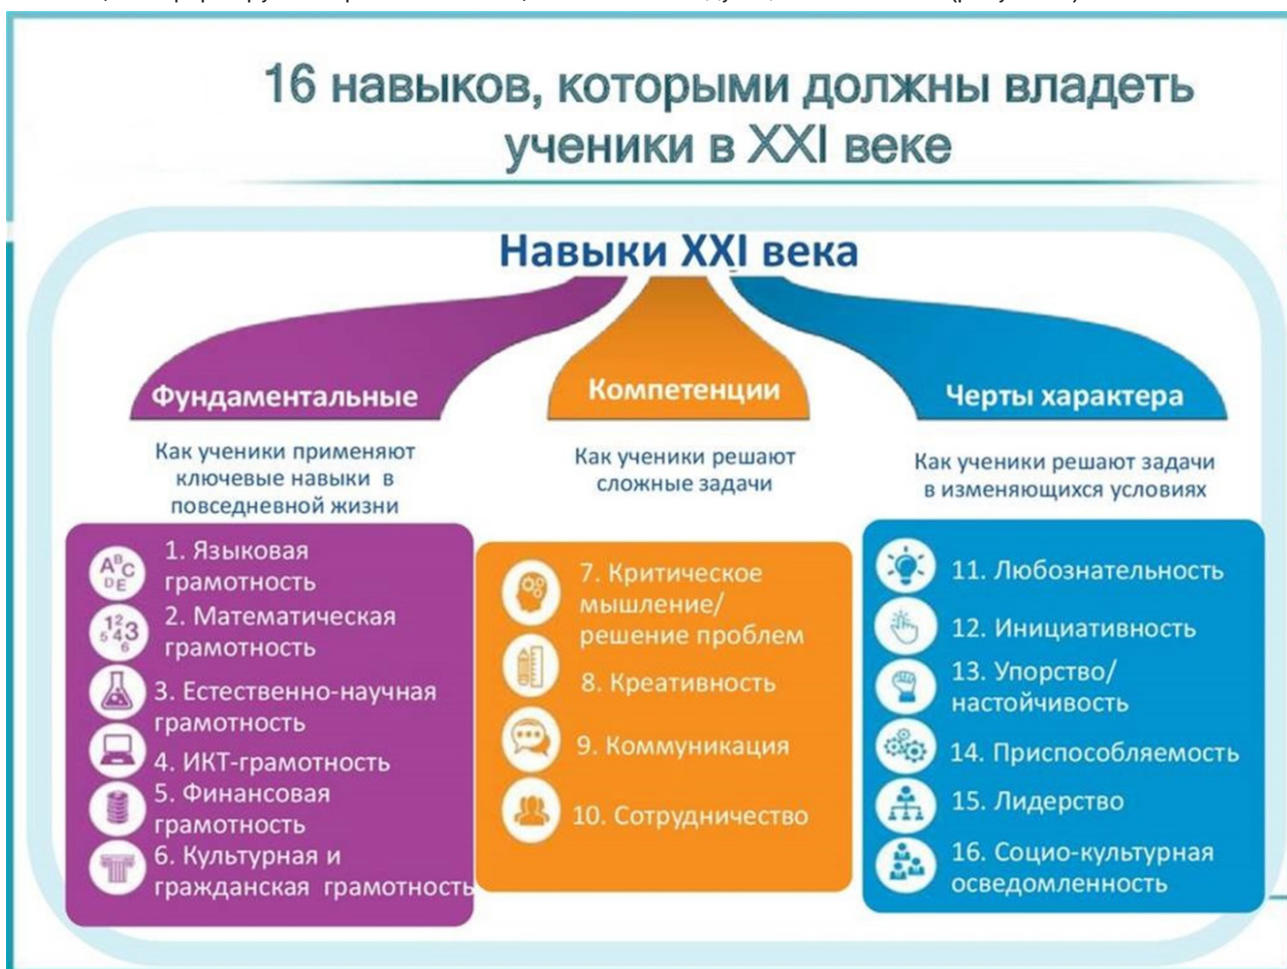 16 навыков, которыми должны владеть
ученики в XXI веке
Навыки XXI века
Фундаментальные
Как ученики применяют
ключевые навыки в
повседневной жизни
1. Языковая
грамотность
2. Математическая
грамотность
3. Естественно-научная
грамотность
4. ИКТ-грамотность
5. Финансовая
грамотность
6. Культурная и
гражданская грамотность
Компетенции
Как ученики решают
сложные задачи
7. Критическое
мышление/
решение проблем
8. Креативность
9. Коммуникация
10. Сотрудничество
Черты характера
Как ученики решают задачи
в изменяющихся условиях
11. Любознательность
12. Инициативность
13. Упорство/
настойчивость
14. Приспособляемость
15. Лидерство
16. Социо-культурная
осведомленность